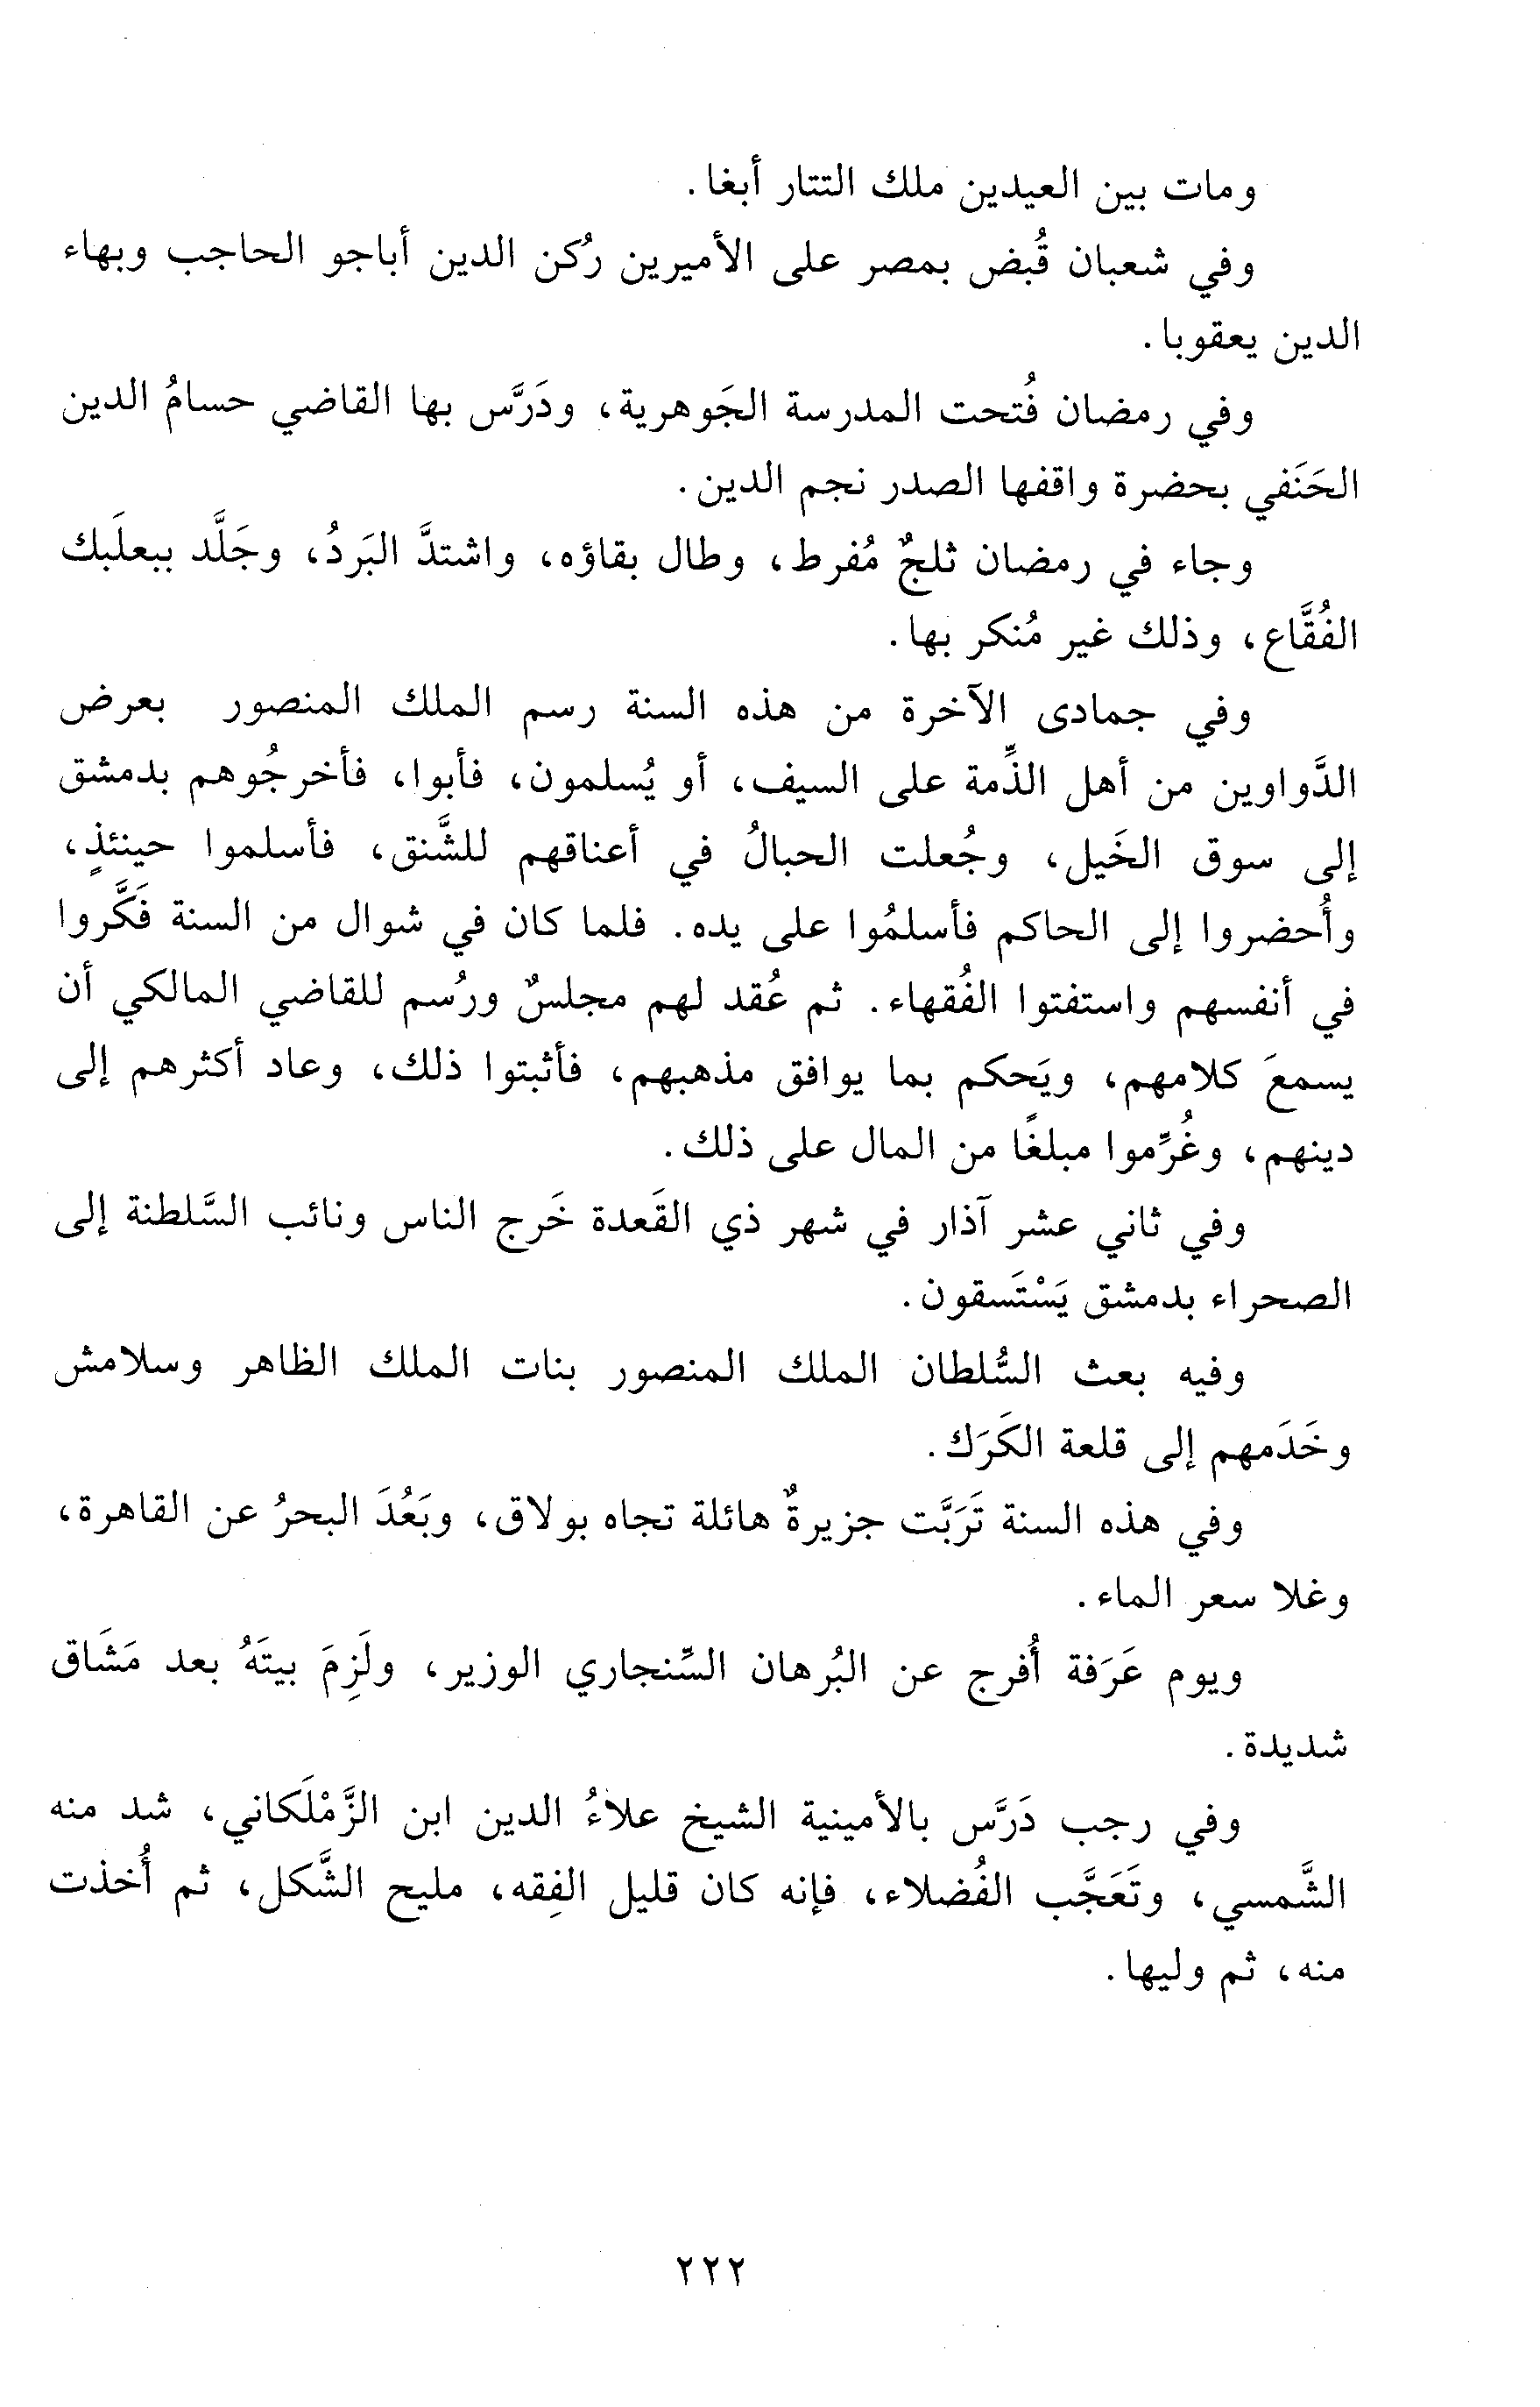 ومات بين العيدين ملك التتار أبغا.
وفي شعبان قُبض بمصر على الأميرين رُكن الدين أباجو الحاجب وبهاء
الدين يعقوبا.
وفي رمضان فُتحت المدرسة الجَوهرية، ودَرَّس بها القاضي حسامُ الدين
الحَنَفي بحضرة واقفها الصدر نجم الدين.
وجاء في رمضان ثلجٌ مُفرط، وطال بقاؤه، واشتدَّ البَردُ، وجَلَّد ببعلَبك
الفُقَّاع، وذلك غير مُنكر بها.
وفي جمادى الآخرة من هذه السنة رسم الملك المنصور بعرض
الدَّواوين من أهل الذِّمة على السيف، أو يُسلمون، فأبوا، فأخرجُوهم بدمشق
إلى سوق الخَيل، وجُعلت الحبالُ في أعناقهم للشَّنق، فأسلموا حينئذٍ،
وأُحضروا إلى الحاكم فأسلمُوا على يده. فلما كان في شوال من السنة فَكَّروا
في أنفسهم واستفتوا الفُقهاء. ثم عُقد لهم مجلسٌ ورُسم للقاضي المالكي أن
يسمعَ كلامهم، ويَحكم بما يوافق مذهبهم، فأثبتوا ذلك، وعاد أكثرهم إلى
دينهم، وغُرِّموا مبلغًا من المال على ذلك.
وفي ثاني عشر آذار في شهر ذي القَعدة خَرج الناس ونائب السَّلطنة إلى
الصحراء بدمشق يَسْتَسقون.
وفيه بعث السُّلطان الملك المنصور بنات الملك الظاهر وسلامش
وخَدَمهم إلى قلعة الكَرَك.
وفي هذه السنة تَرَبَّت جزيرةٌ هائلة تجاه بولاق، وبَعُدَ البحرُ عن القاهرة،
وغلا سعر الماء.
ويوم عَرَفة أُفرج عن البُرهان السِّنجاري الوزير، ولَزِمَ بيتَهُ بعد مَشَاق
شديدة.
وفي رجب دَرَّس بالأمينية الشيخ علاءُ الدين ابن الزَّمْلَكاني، شد منه
الشَّمسي، وتَعَجَّب الفُضلاء، فإنه كان قليل الفِقه، مليح الشَّكل، ثم أُخذت
منه، ثم وليها.
٢٢٢